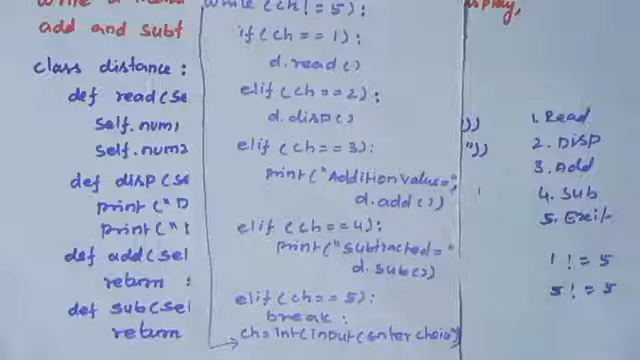 add and subt
class distance :
def read(se
self.num1
self.num2
def disp(se
print("D
print("
def add(sel
return :
def sub(sel
return
while(ch!=5):
if(ch==1):
d.read()
elif(ch==2):
d.disp()
elif(ch==3):
print("Addition value=",
d.add())
elif(ch==4):
print("subtracted="
d.sub())
elif(ch==5):
break:
ch=int(input(enter choice)
display,
))
"))
1. Read
2. DISP
3. Add
4. Sub
5. Exit
1 != 5
5 != 5